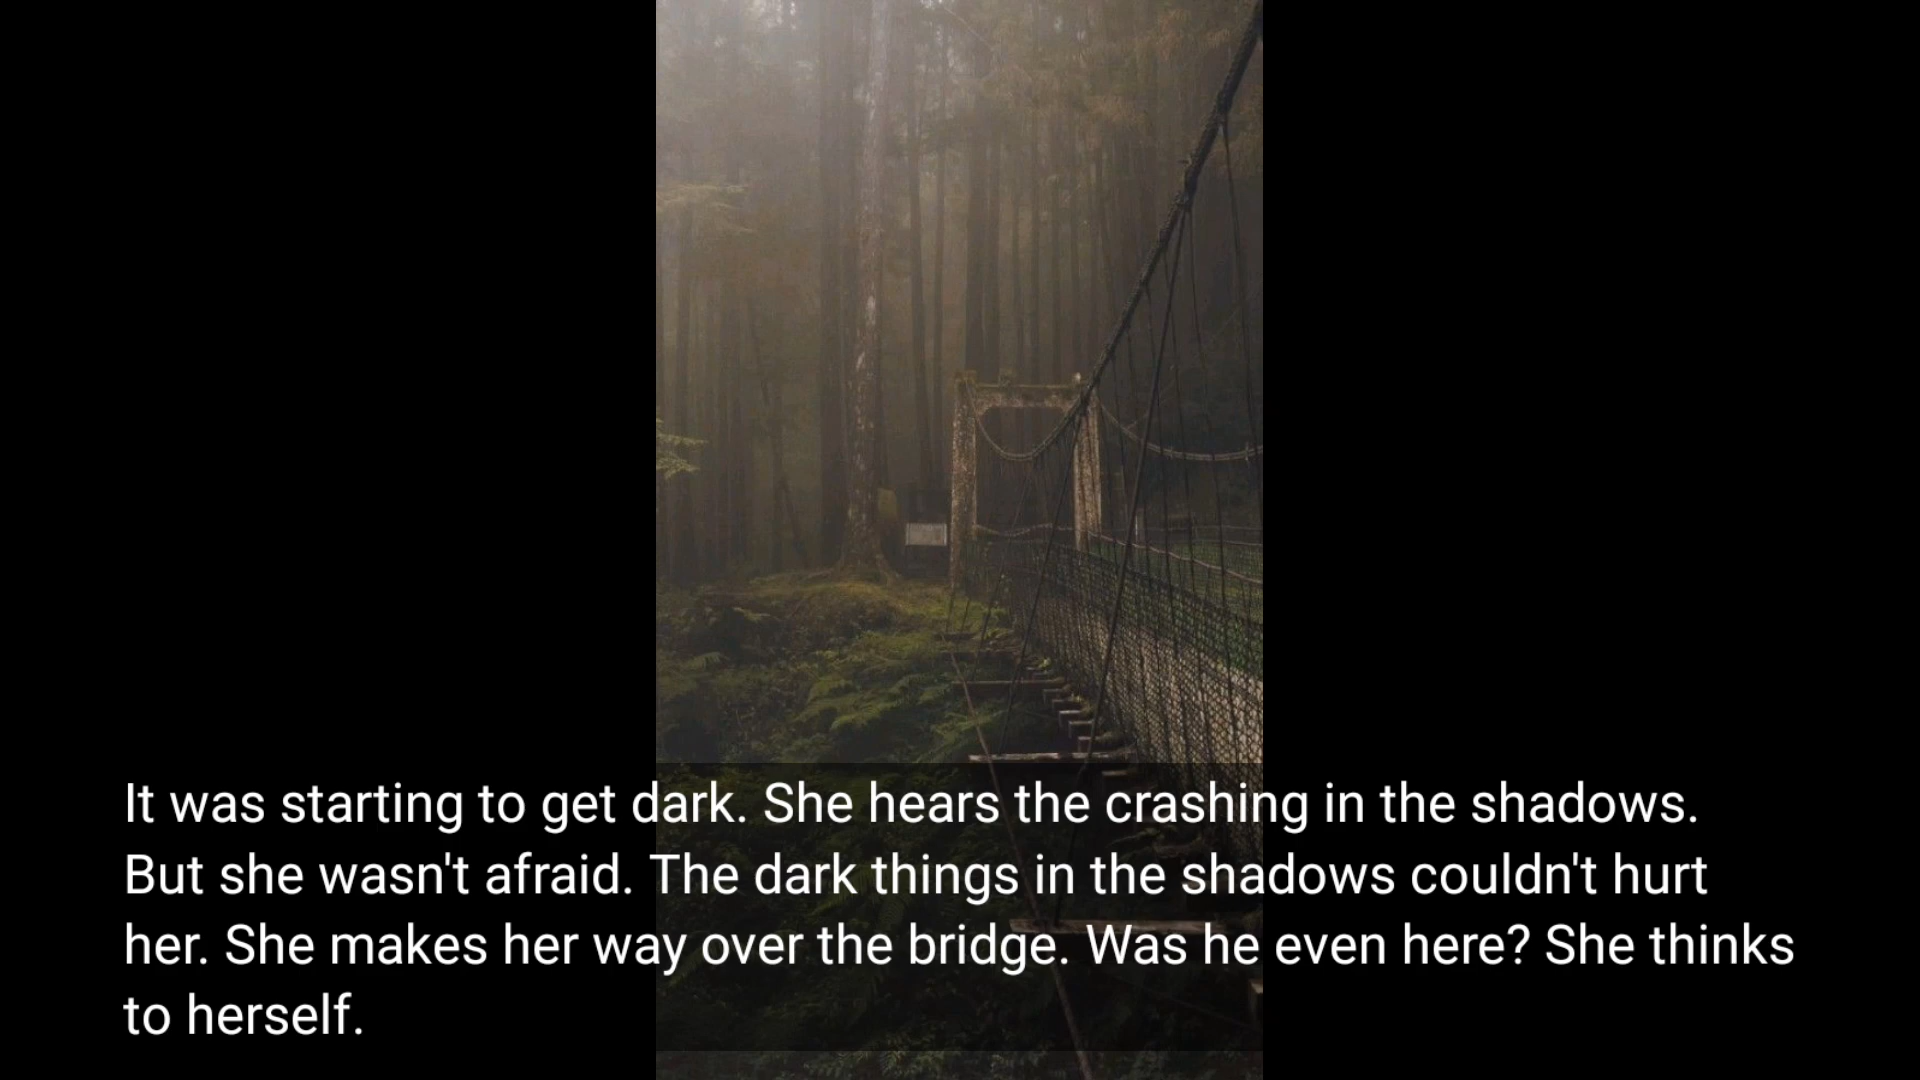 It was starting to get dark. She hears the crashing in the shadows.
But she wasn't afraid. The dark things in the shadows couldn't hurt
her. She makes her way over the bridge. Was he even here? She thinks
to herself.